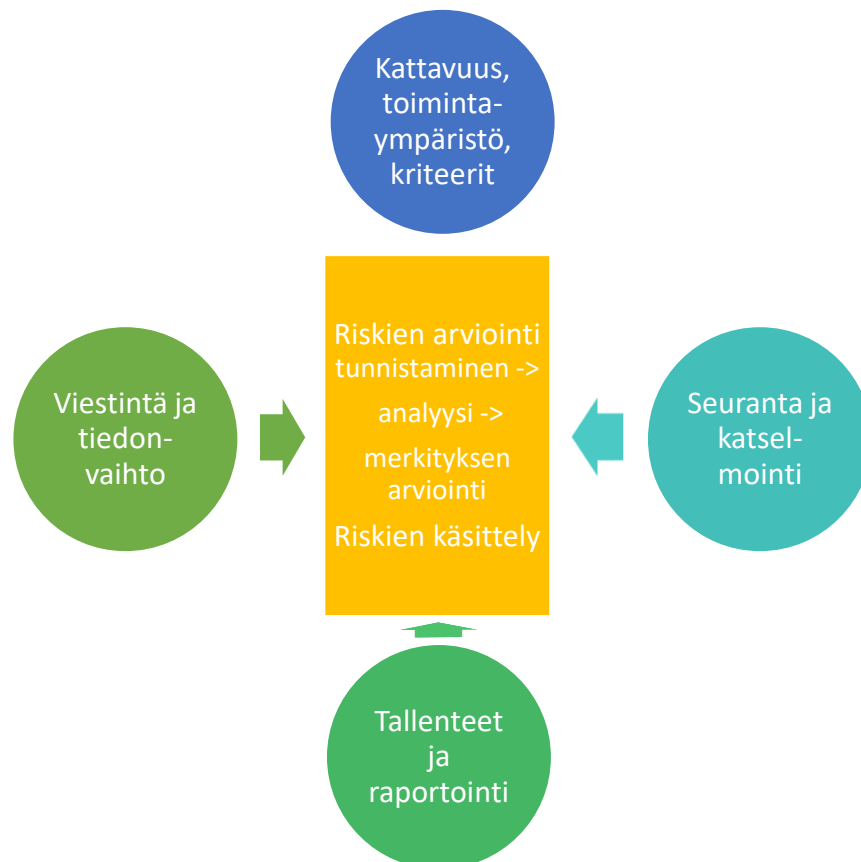 Kattavuus,
toiminta-
ympäristö,
kriteerit
Riskien arviointi
tunnistaminen ->
analyysi ->
merkityksen
arviointi
Riskien käsittely
Viestintä ja
tiedon-
vaihto
Seuranta ja
katsel-
mointi
Tallenteet
ja
raportointi